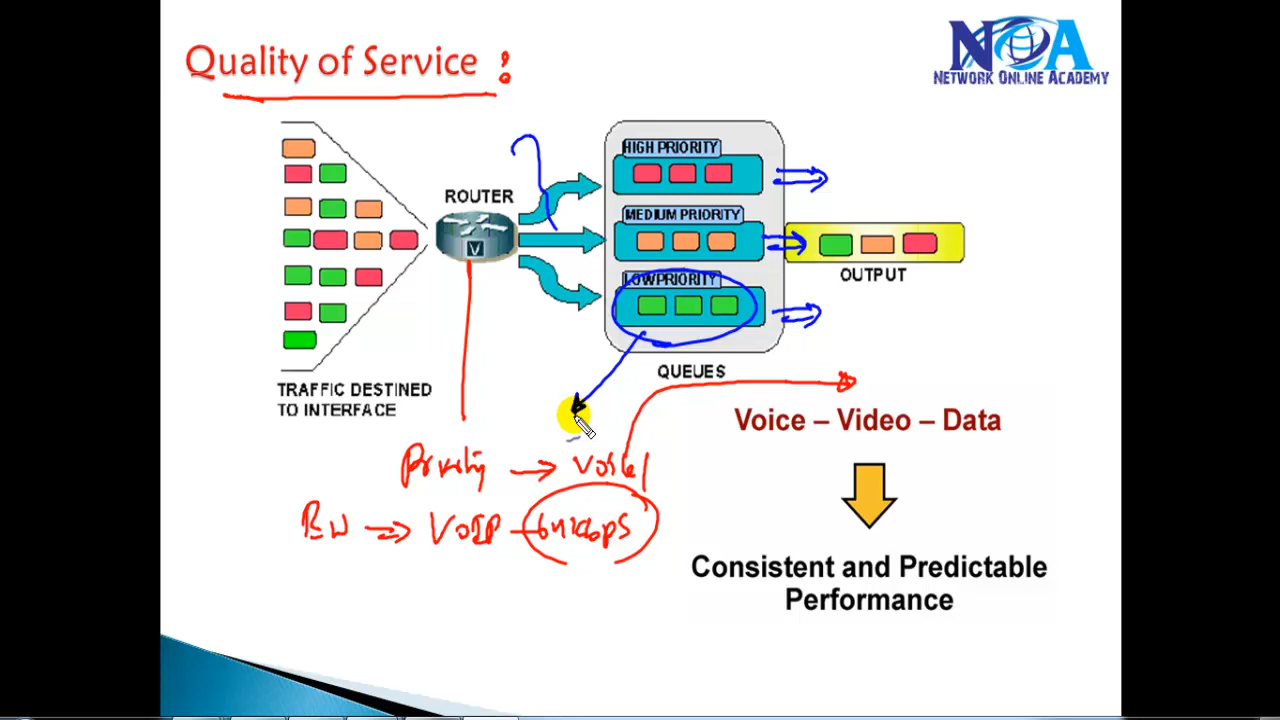 Quality of Service :
NOA
NETWORK ONLINE ACADEMY
ROUTER
V
HIGH PRIORITY
MEDIUM PRIORITY
LOW PRIORITY
OUTPUT
QUEUES
TRAFFIC DESTINED
TO INTERFACE
Voice – Video – Data
Priority → Voice
BW ⇒ VOIP – 64kbps
Consistent and Predictable
Performance